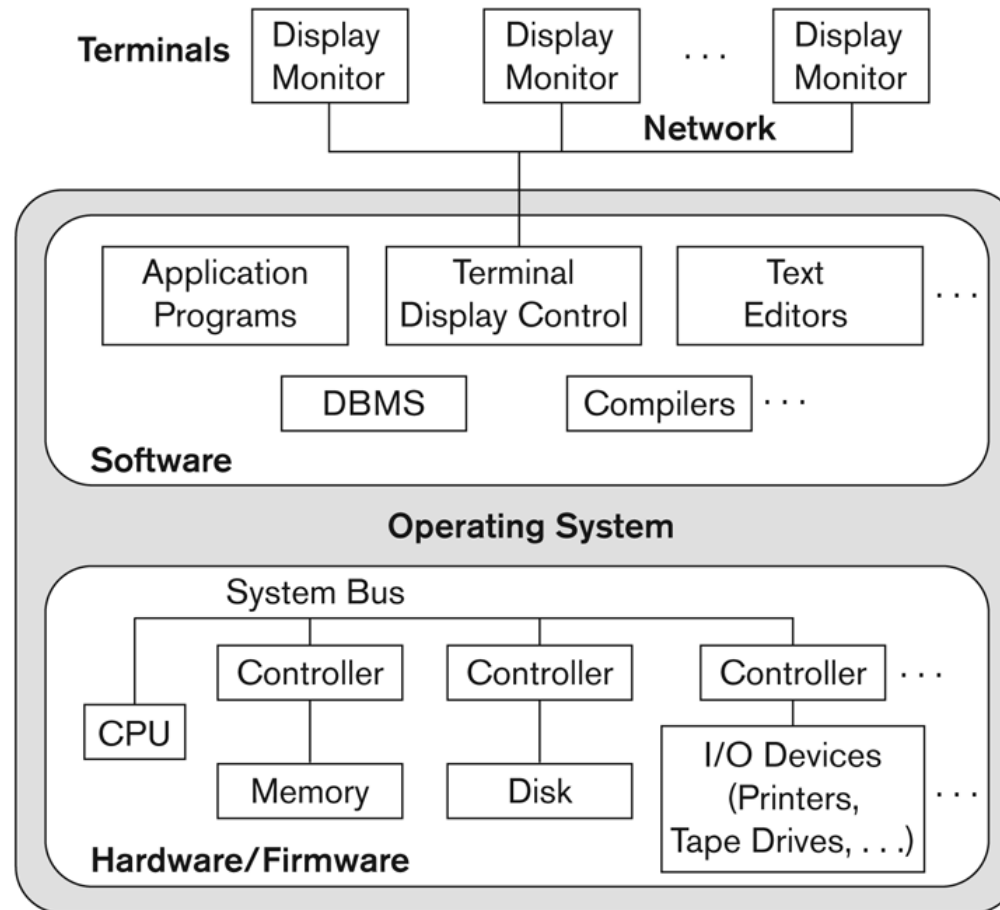 Terminals
Display
Monitor
Display
Monitor
. . .
Display
Monitor
Network
Application
Programs
Terminal
Display Control
Text
Editors
. . .
DBMS
Compilers
. . .
Software
Operating System
System Bus
Controller
Controller
Controller
. . .
CPU
Memory
Disk
I/O Devices
(Printers,
Tape Drives, . . .)
. . .
Hardware/Firmware